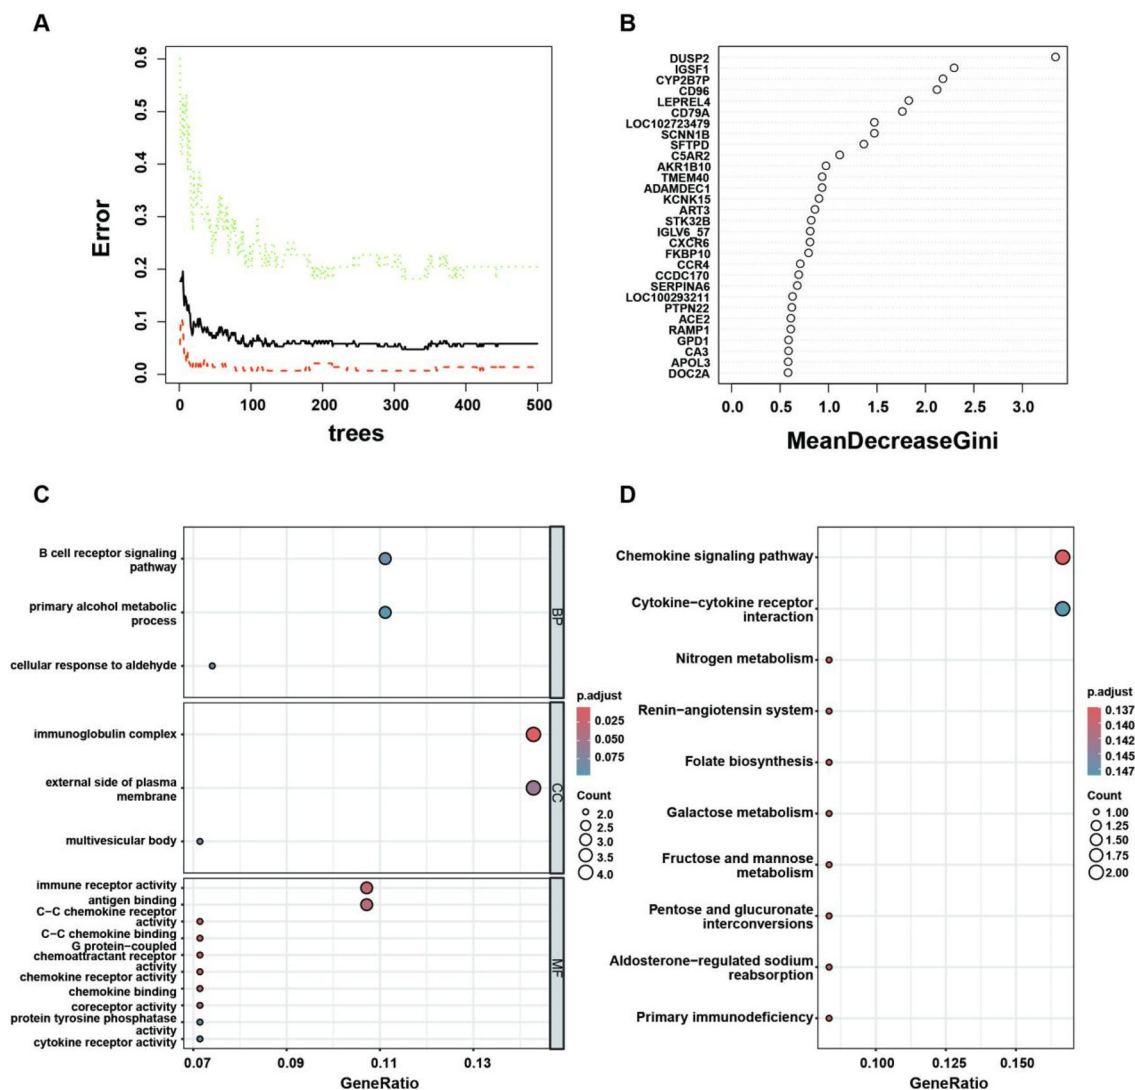 A
0.6
0.5
0.4
0.3
0.2
0.1
0.0
Error
0
100
200
300
400
500
trees
B
DUSP2
IGSF1
CYP2B7P
CD96
LEPREL4
CD79A
LOC102723479
SCNN1B
SFTPD
C5AR2
AKR1B10
TMEM40
ADAMDEC1
KCNK15
ART3
STK32B
IGLV6_57
CXCR6
FKBP10
CCR4
CCDC170
SERPINA6
LOC100293211
PTPN22
ACE2
RAMP1
GPD1
CA3
APOL3
DOC2A
0.0
0.5
1.0
1.5
2.0
2.5
3.0
MeanDecreaseGini
C
B cell receptor signaling
pathway
primary alcohol metabolic
process
cellular response to aldehyde
BP
immunoglobulin complex
external side of plasma
membrane
multivesicular body
CC
immune receptor activity
antigen binding
C−C chemokine receptor
activity
C−C chemokine binding
G protein−coupled
chemoattractant receptor
activity
chemokine receptor activity
chemokine binding
coreceptor activity
protein tyrosine phosphatase
activity
cytokine receptor activity
MF
0.07
0.09
0.11
0.13
GeneRatio
p.adjust
0.025
0.050
0.075
Count
2.0
2.5
3.0
3.5
4.0
D
Chemokine signaling pathway
Cytokine−cytokine receptor
interaction
Nitrogen metabolism
Renin−angiotensin system
Folate biosynthesis
Galactose metabolism
Fructose and mannose
metabolism
Pentose and glucuronate
interconversions
Aldosterone−regulated sodium
reabsorption
Primary immunodeficiency
0.100
0.125
0.150
GeneRatio
p.adjust
0.137
0.140
0.142
0.145
0.147
Count
1.00
1.25
1.50
1.75
2.00